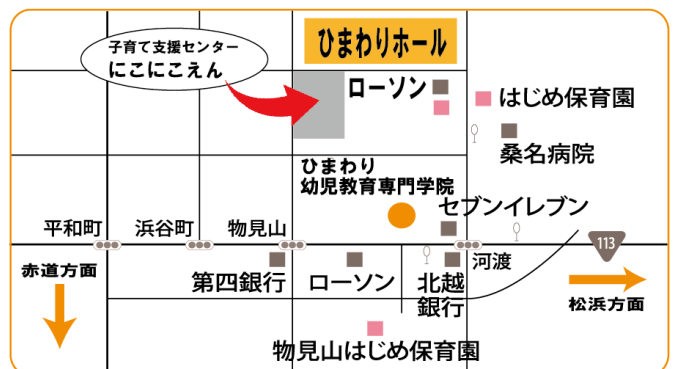 子育て支援センター
にこにこえん
ひまわりホール
ローソン
はじめ保育園
桑名病院
ひまわり
幼児教育専門学院
セブンイレブン
平和町
浜谷町
物見山
河渡
113
赤道方面
第四銀行
ローソン
北越
銀行
松浜方面
物見山はじめ保育園